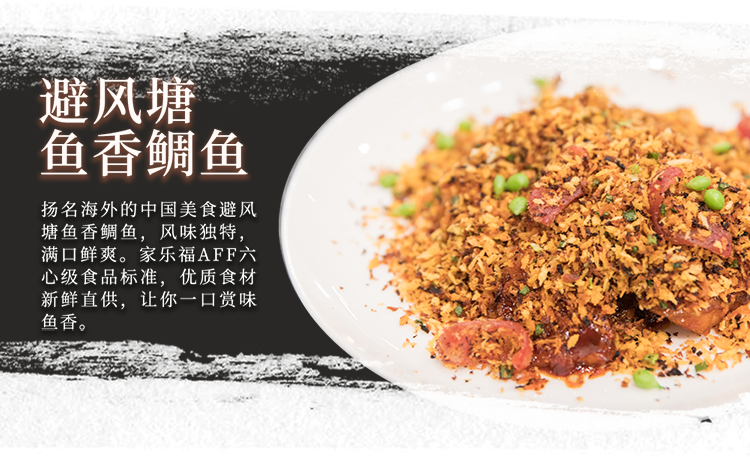 避风塘
鱼香鲷鱼
扬名海外的中国美食避风
塘鱼香鲷鱼，风味独特，
满口鲜爽。家乐福AFF六
心级食品标准，优质食材
新鲜直供，让你一口赏味
鱼香。